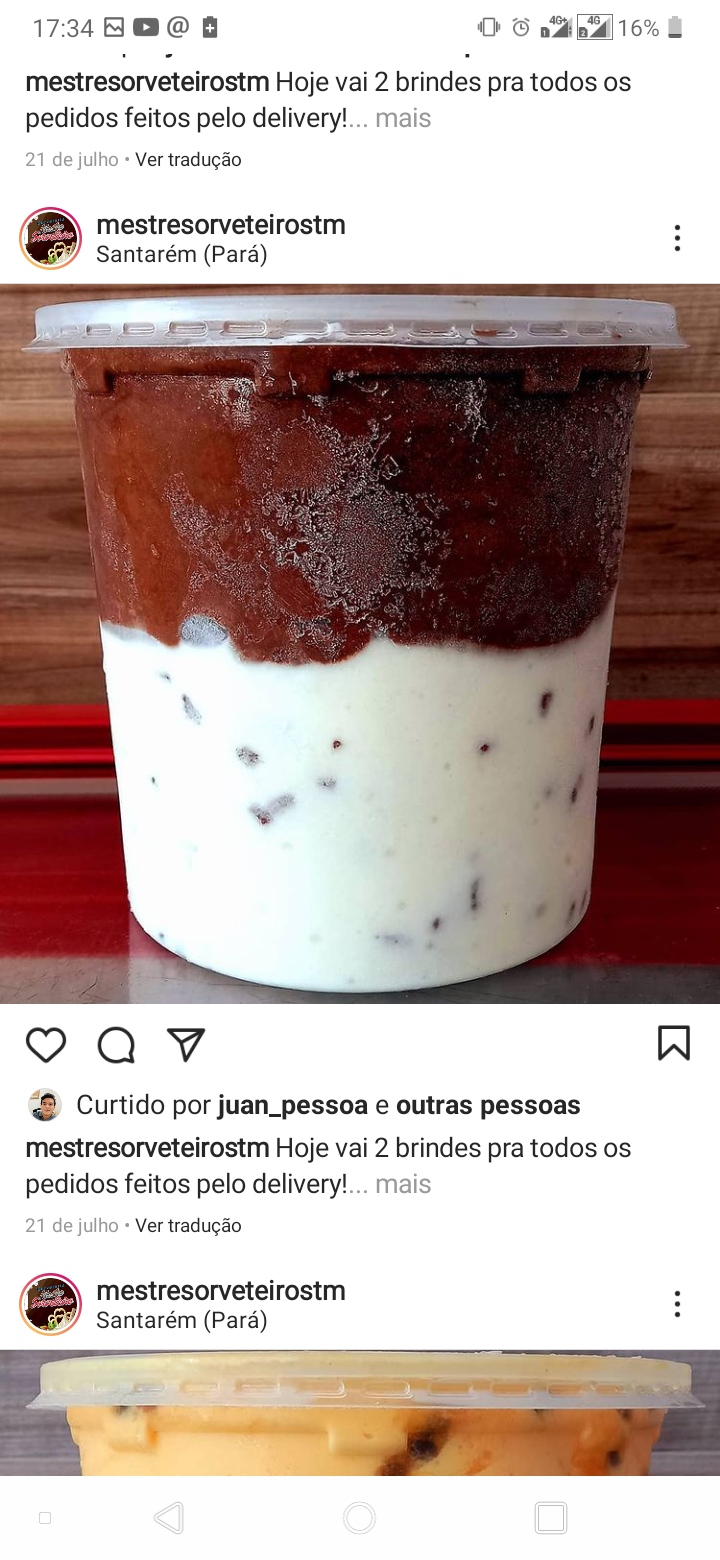 17:34
4G+ 4G 16%
mestresorveteirostm Hoje vai 2 brindes pra todos os
pedidos feitos pelo delivery!... mais
21 de julho • Ver tradução
mestresorveteirostm
Santarém (Pará)
Curtido por juan_pessoa e outras pessoas
mestresorveteirostm Hoje vai 2 brindes pra todos os
pedidos feitos pelo delivery!... mais
21 de julho • Ver tradução
mestresorveteirostm
Santarém (Pará)